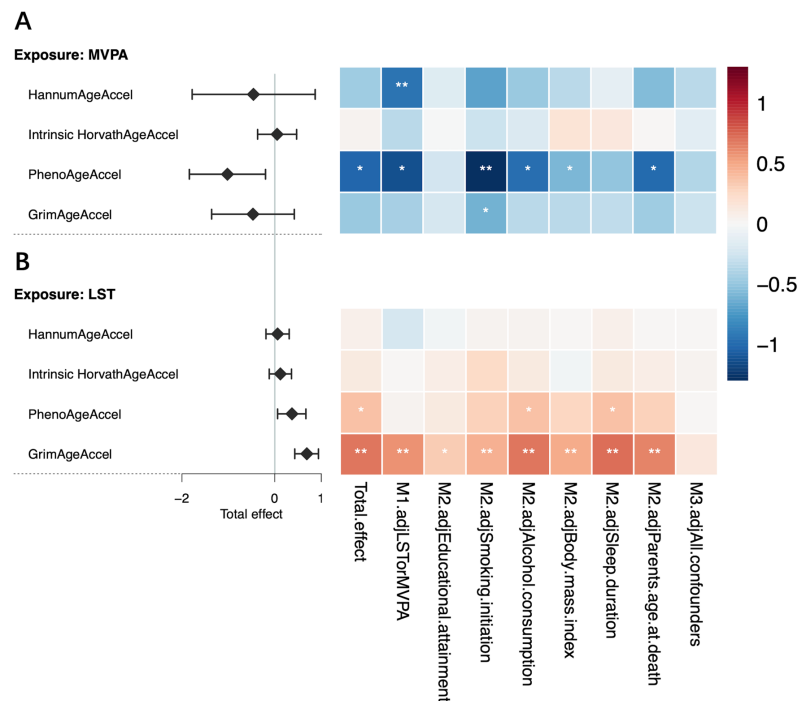 A
Exposure: MVPA
HannumAgeAccel
**
Intrinsic HorvathAgeAccel
PhenoAgeAccel
* * ** * * *
GrimAgeAccel
*
1
0.5
0
−0.5
−1
B
Exposure: LST
HannumAgeAccel
Intrinsic HorvathAgeAccel
PhenoAgeAccel
* * *
GrimAgeAccel
** ** * ** ** ** ** **
−2 0 1
Total effect
Total.effect
M1.adjLSTorMVPA
M2.adjEducational.attainment
M2.adjSmoking.initiation
M2.adjAlcohol.consumption
M2.adjBody.mass.index
M2.adjSleep.duration
M2.adjParents.age.at.death
M3.adjAll.confounders